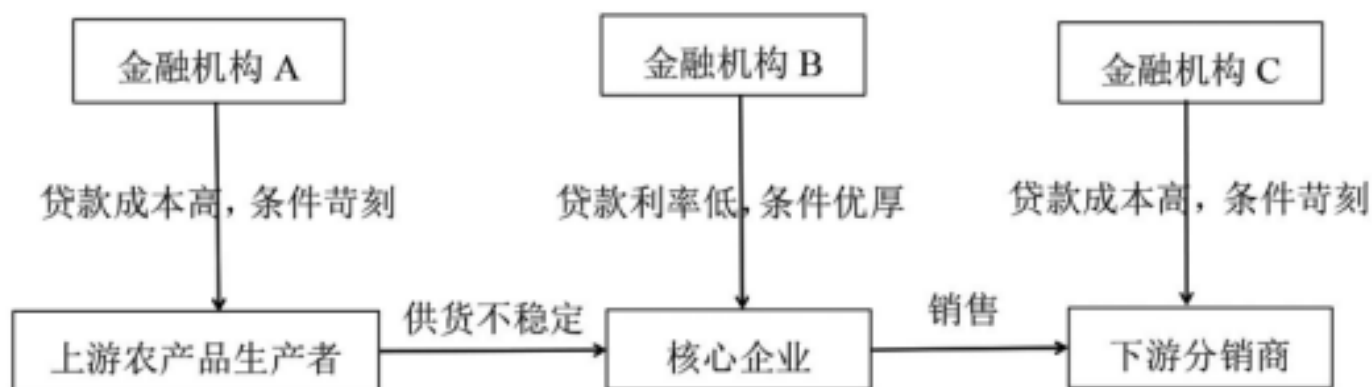 金融机构 A
金融机构 B
金融机构 C
贷款成本高，条件苛刻
贷款利率低，条件优厚
贷款成本高，条件苛刻
供货不稳定
销售
上游农产品生产者
核心企业
下游分销商